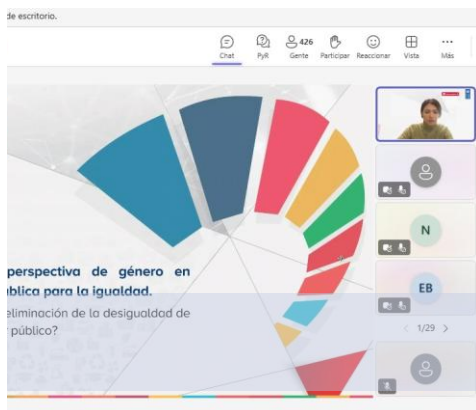 de escritorio.
426
Chat
PyR
Gente
Participar
Reaccionar
Vista
Más
perspectiva de género en
ública para la igualdad.
eliminación de la desigualdad de
público?
N
EB
1/29